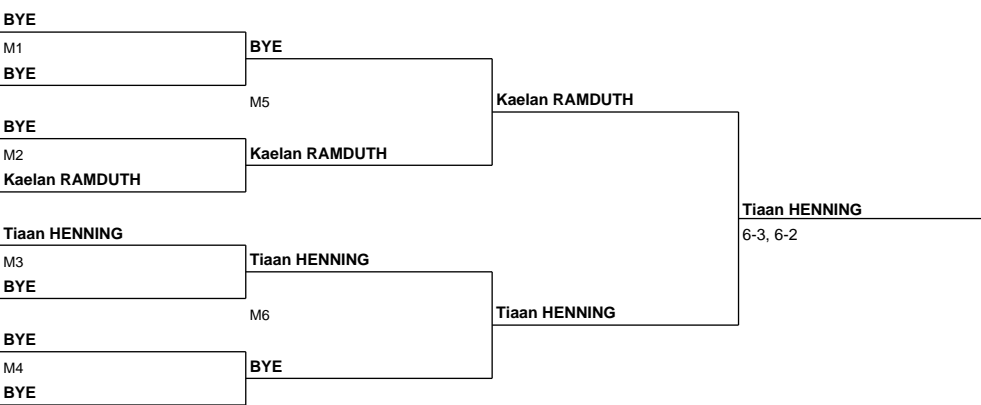 BYE
M1
BYE
BYE
M5
BYE
M2
Kaelan RAMDUTH
Kaelan RAMDUTH
Kaelan RAMDUTH
Tiaan HENNING
6-3, 6-2
Tiaan HENNING
M3
BYE
Tiaan HENNING
M6
BYE
M4
BYE
BYE
Tiaan HENNING